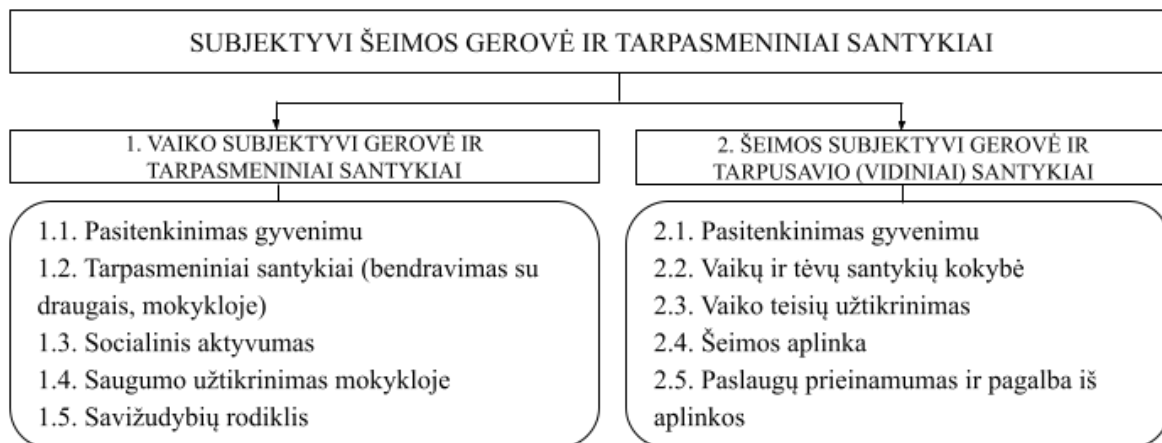 SUBJEKTYVI ŠEIMOS GEROVĖ IR TARPASMENINIAI SANTYKIAI
1. VAIKO SUBJEKTYVI GEROVĖ IR
TARPASMENINIAI SANTYKIAI
1.1. Pasitenkinimas gyvenimu
1.2. Tarpasmeniniai santykiai (bendravimas su
draugais, mokykloje)
1.3. Socialinis aktyvumas
1.4. Saugumo užtikrinimas mokykloje
1.5. Savižudybių rodiklis
2. ŠEIMOS SUBJEKTYVI GEROVĖ IR
TARPUSAVIO (VIDINIAI) SANTYKIAI
2.1. Pasitenkinimas gyvenimu
2.2. Vaikų ir tėvų santykių kokybė
2.3. Vaiko teisių užtikrinimas
2.4. Šeimos aplinka
2.5. Paslaugų prieinamumas ir pagalba iš
aplinkos